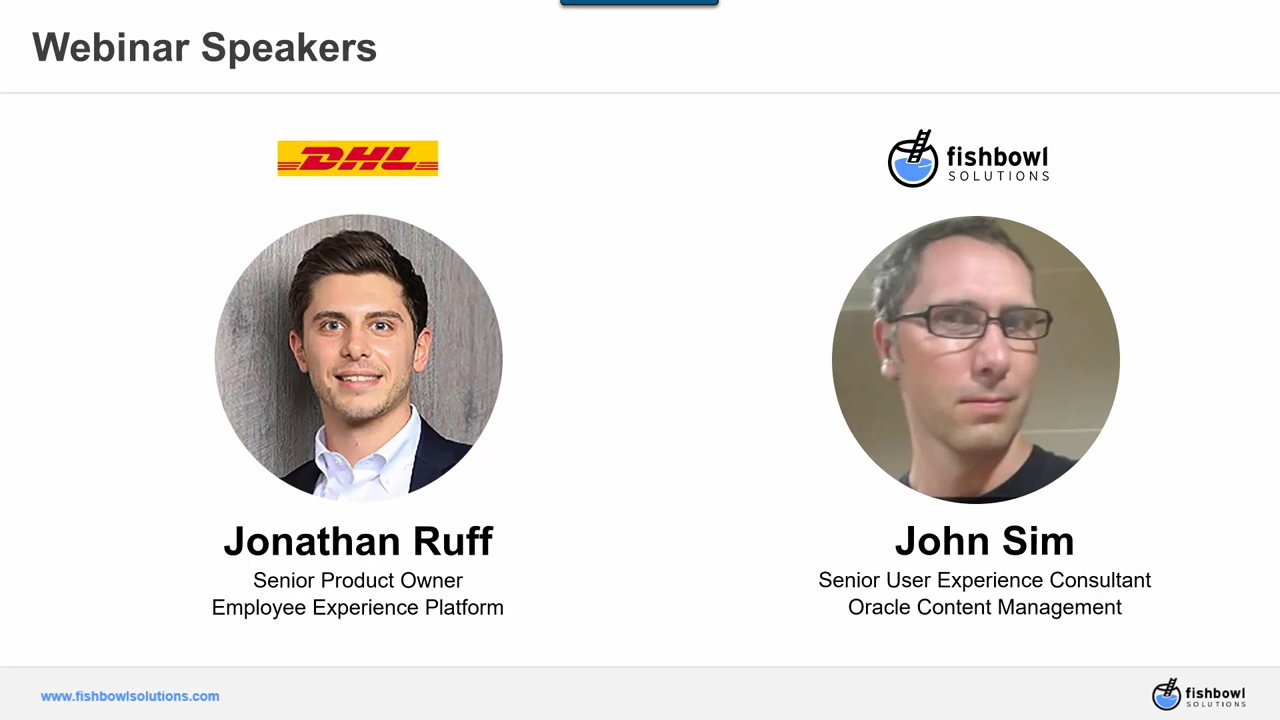 Webinar Speakers
DHL
fishbowl
SOLUTIONS
Jonathan Ruff
Senior Product Owner
Employee Experience Platform
John Sim
Senior User Experience Consultant
Oracle Content Management
www.fishbowlsolutions.com
fishbowl
SOLUTIONS